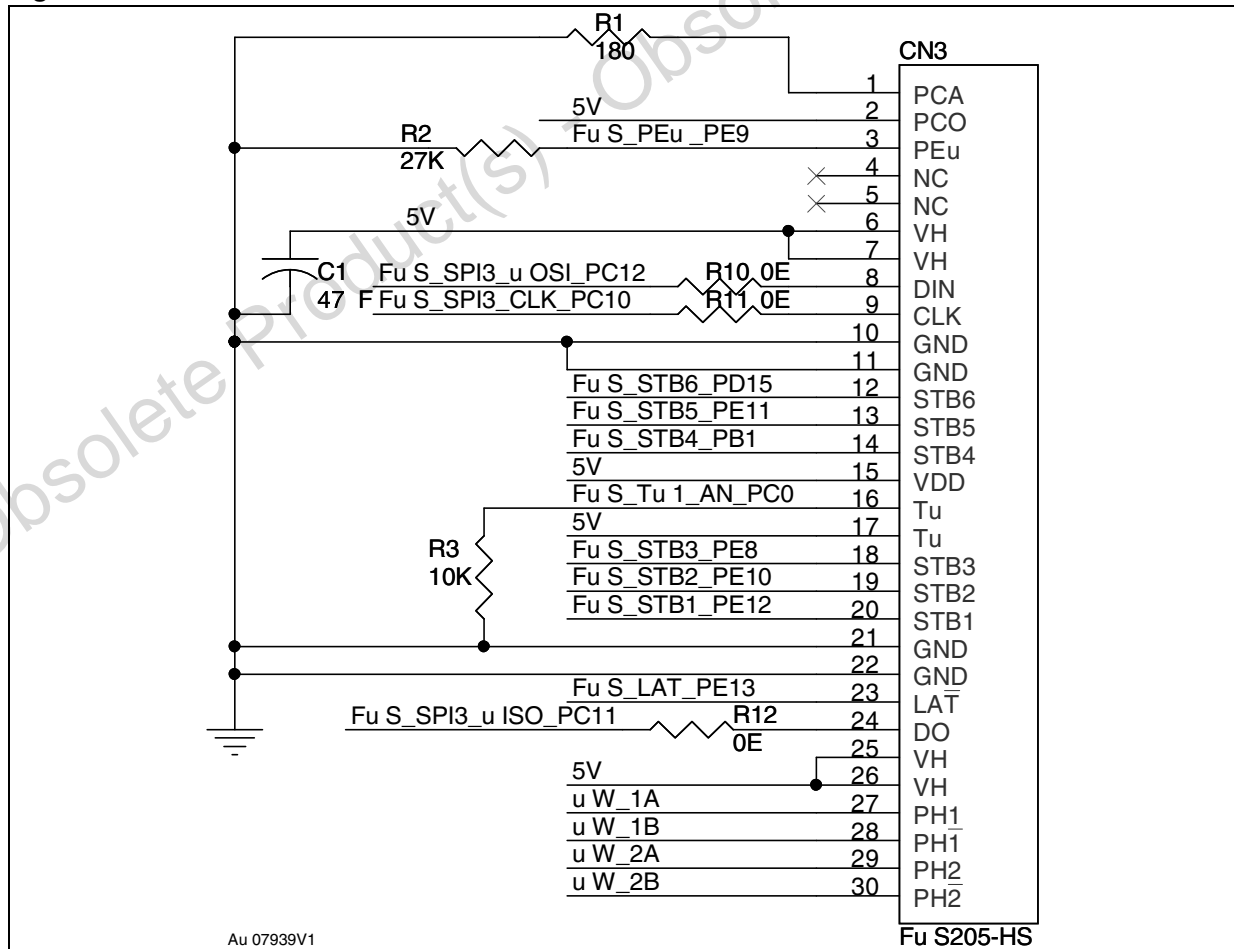 R1
180
CN3
1 PCA
5V 2 PCO
R2
27K
Fu S_PEu _PE9 3 PEu
4 NC
5 NC
5V 6 VH
7 VH
C1
47 F
Fu S_SPI3_u OSI_PC12 R10 0E 8 DIN
Fu S_SPI3_CLK_PC10 R11 0E 9 CLK
10 GND
11 GND
Fu S_STB6_PD15 12 STB6
Fu S_STB5_PE11 13 STB5
Fu S_STB4_PB1 14 STB4
5V 15 VDD
Fu S_Tu 1_AN_PC0 16 Tu
5V 17 Tu
R3
10K
Fu S_STB3_PE8 18 STB3
Fu S_STB2_PE10 19 STB2
Fu S_STB1_PE12 20 STB1
21 GND
22 GND
Fu S_LAT_PE13 23 LAT̅
Fu S_SPI3_u ISO_PC11 R12 0E 24 DO
25 VH
5V 26 VH
u W_1A 27 PH1
u W_1B 28 PH1̅
u W_2A 29 PH2
u W_2B 30 PH2̅
Au 07939V1
Fu S205-HS
Obsolete Product(s) - Obsol